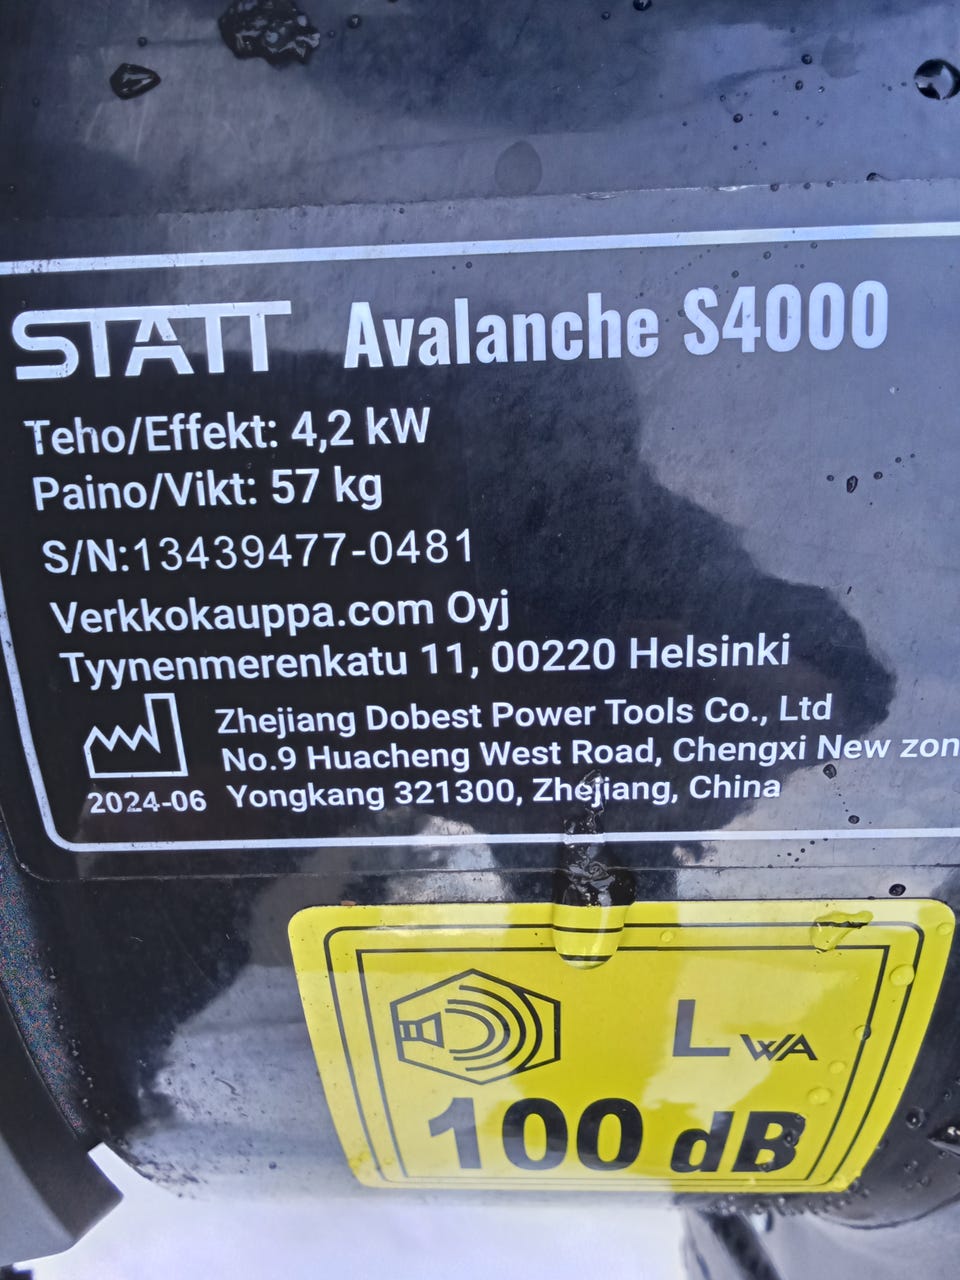 STATT Avalanche S4000
Teho/Effekt: 4,2 kW
Paino/Vikt: 57 kg
S/N:13439477-0481
Verkkokauppa.com Oyj
Tyynenmerenkatu 11, 00220 Helsinki
Zhejiang Dobest Power Tools Co., Ltd
No.9 Huacheng West Road, Chengxi New zon
2024-06 Yongkang 321300, Zhejiang, China
LWA
100 dB